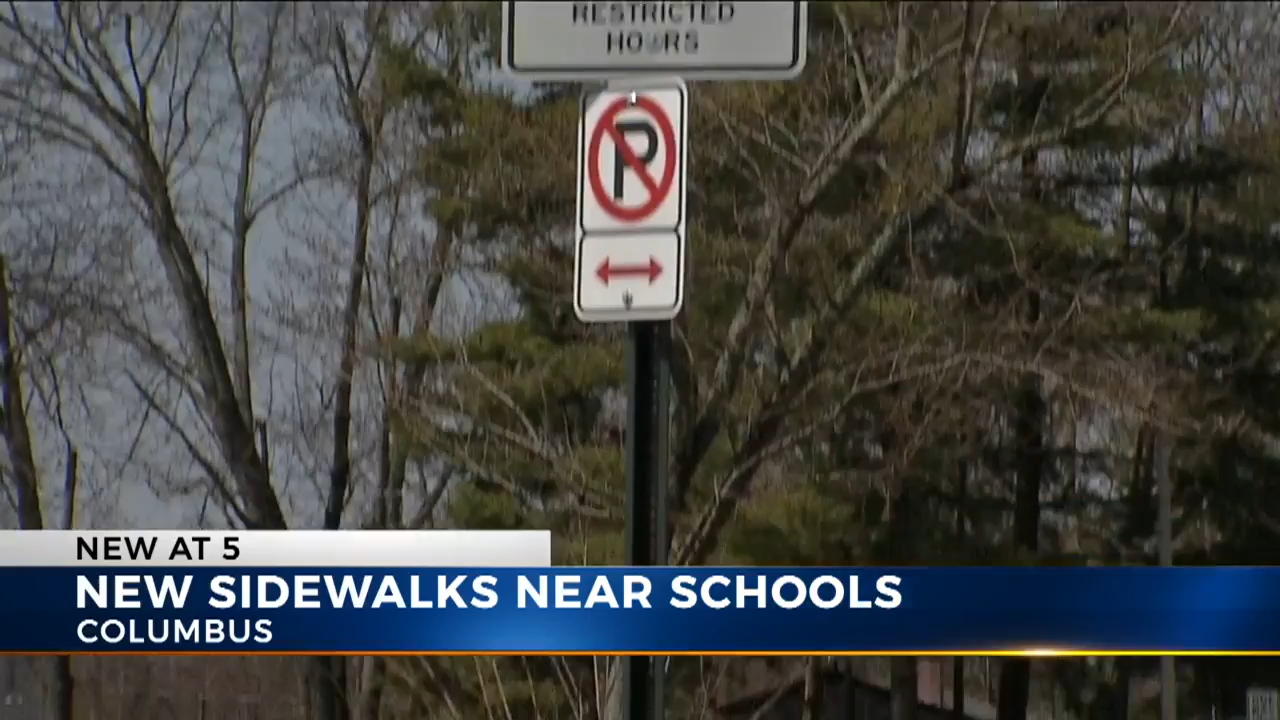 RESTRICTED
HOURS
P
NEW AT 5
NEW SIDEWALKS NEAR SCHOOLS
COLUMBUS